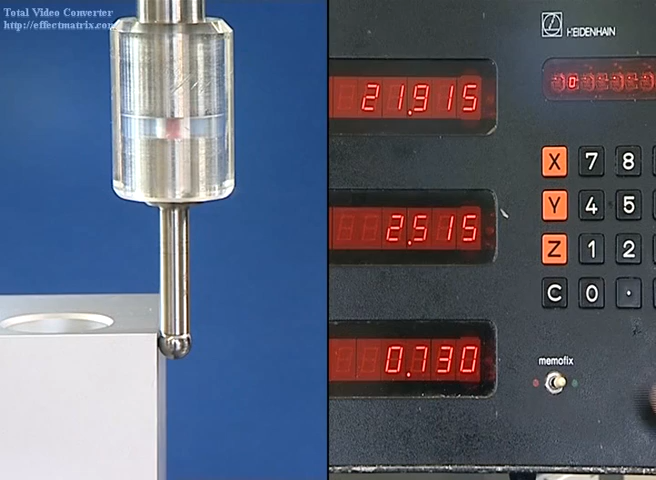 Total Video Converter
http://effectmatrix.com
HEIDENHAIN
21.915
X 7 8
Y 4 5
2.515
Z 1 2
C 0 .
memofix
0.730